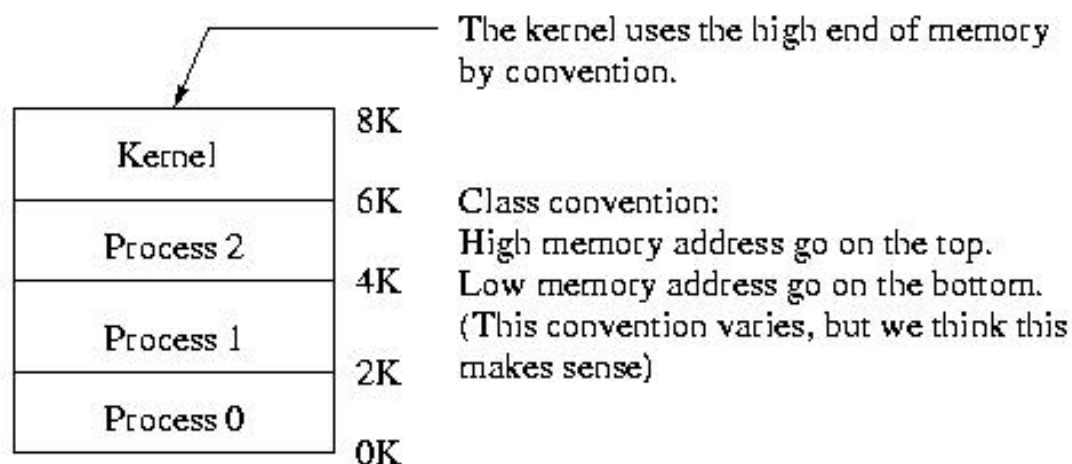 The kernel uses the high end of memory
by convention.
8K
Kernel
6K
Class convention:
High memory address go on the top.
Process 2
4K
Low memory address go on the bottom.
(This convention varies, but we think this
Process 1
makes sense)
2K
Process 0
0K